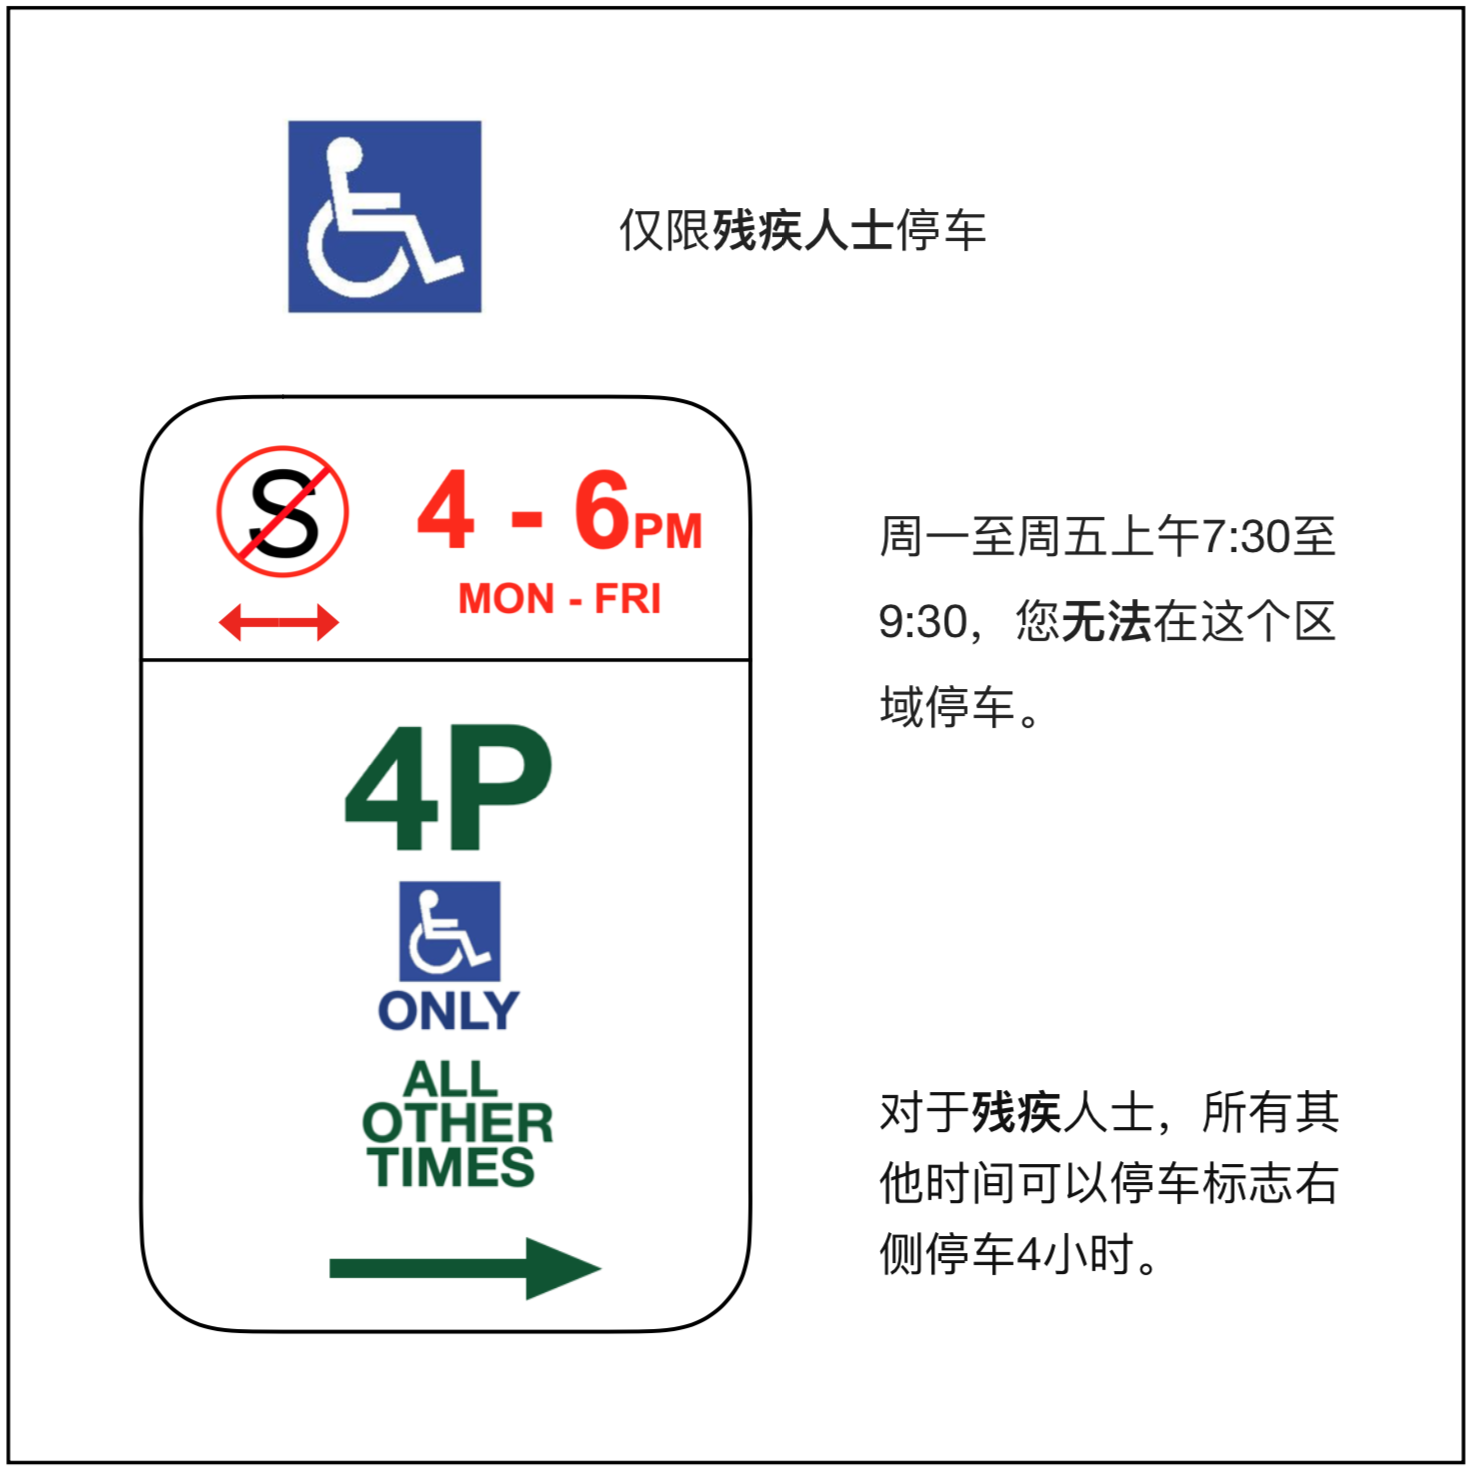 仅限残疾人士停车
S 4 - 6PM
MON - FRI
周一至周五上午7:30至
9:30，您无法在这个区
域停车。
4P
ONLY
ALL
OTHER
TIMES
对于残疾人士，所有其
他时间可以停车标志右
侧停车4小时。